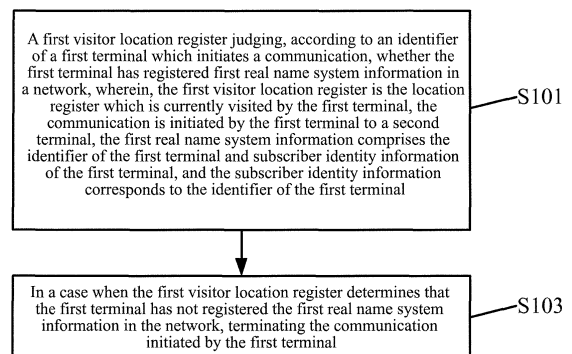 A first visitor location register judging, according to an identifier
of a first terminal which initiates a communication, whether the
first terminal has registered first real name system information in
a network, wherein, the first visitor location register is the location
register which is currently visited by the first terminal, the
communication is initiated by the first terminal to a second
terminal, the first real name system information comprises the
identifier of the first terminal and subscriber identity information
of the first terminal, and the subscriber identity information
corresponds to the identifier of the first terminal
S101
In a case when the first visitor location register determines that
the first terminal has not registered the first real name system
information in the network, terminating the communication
initiated by the first terminal
S103